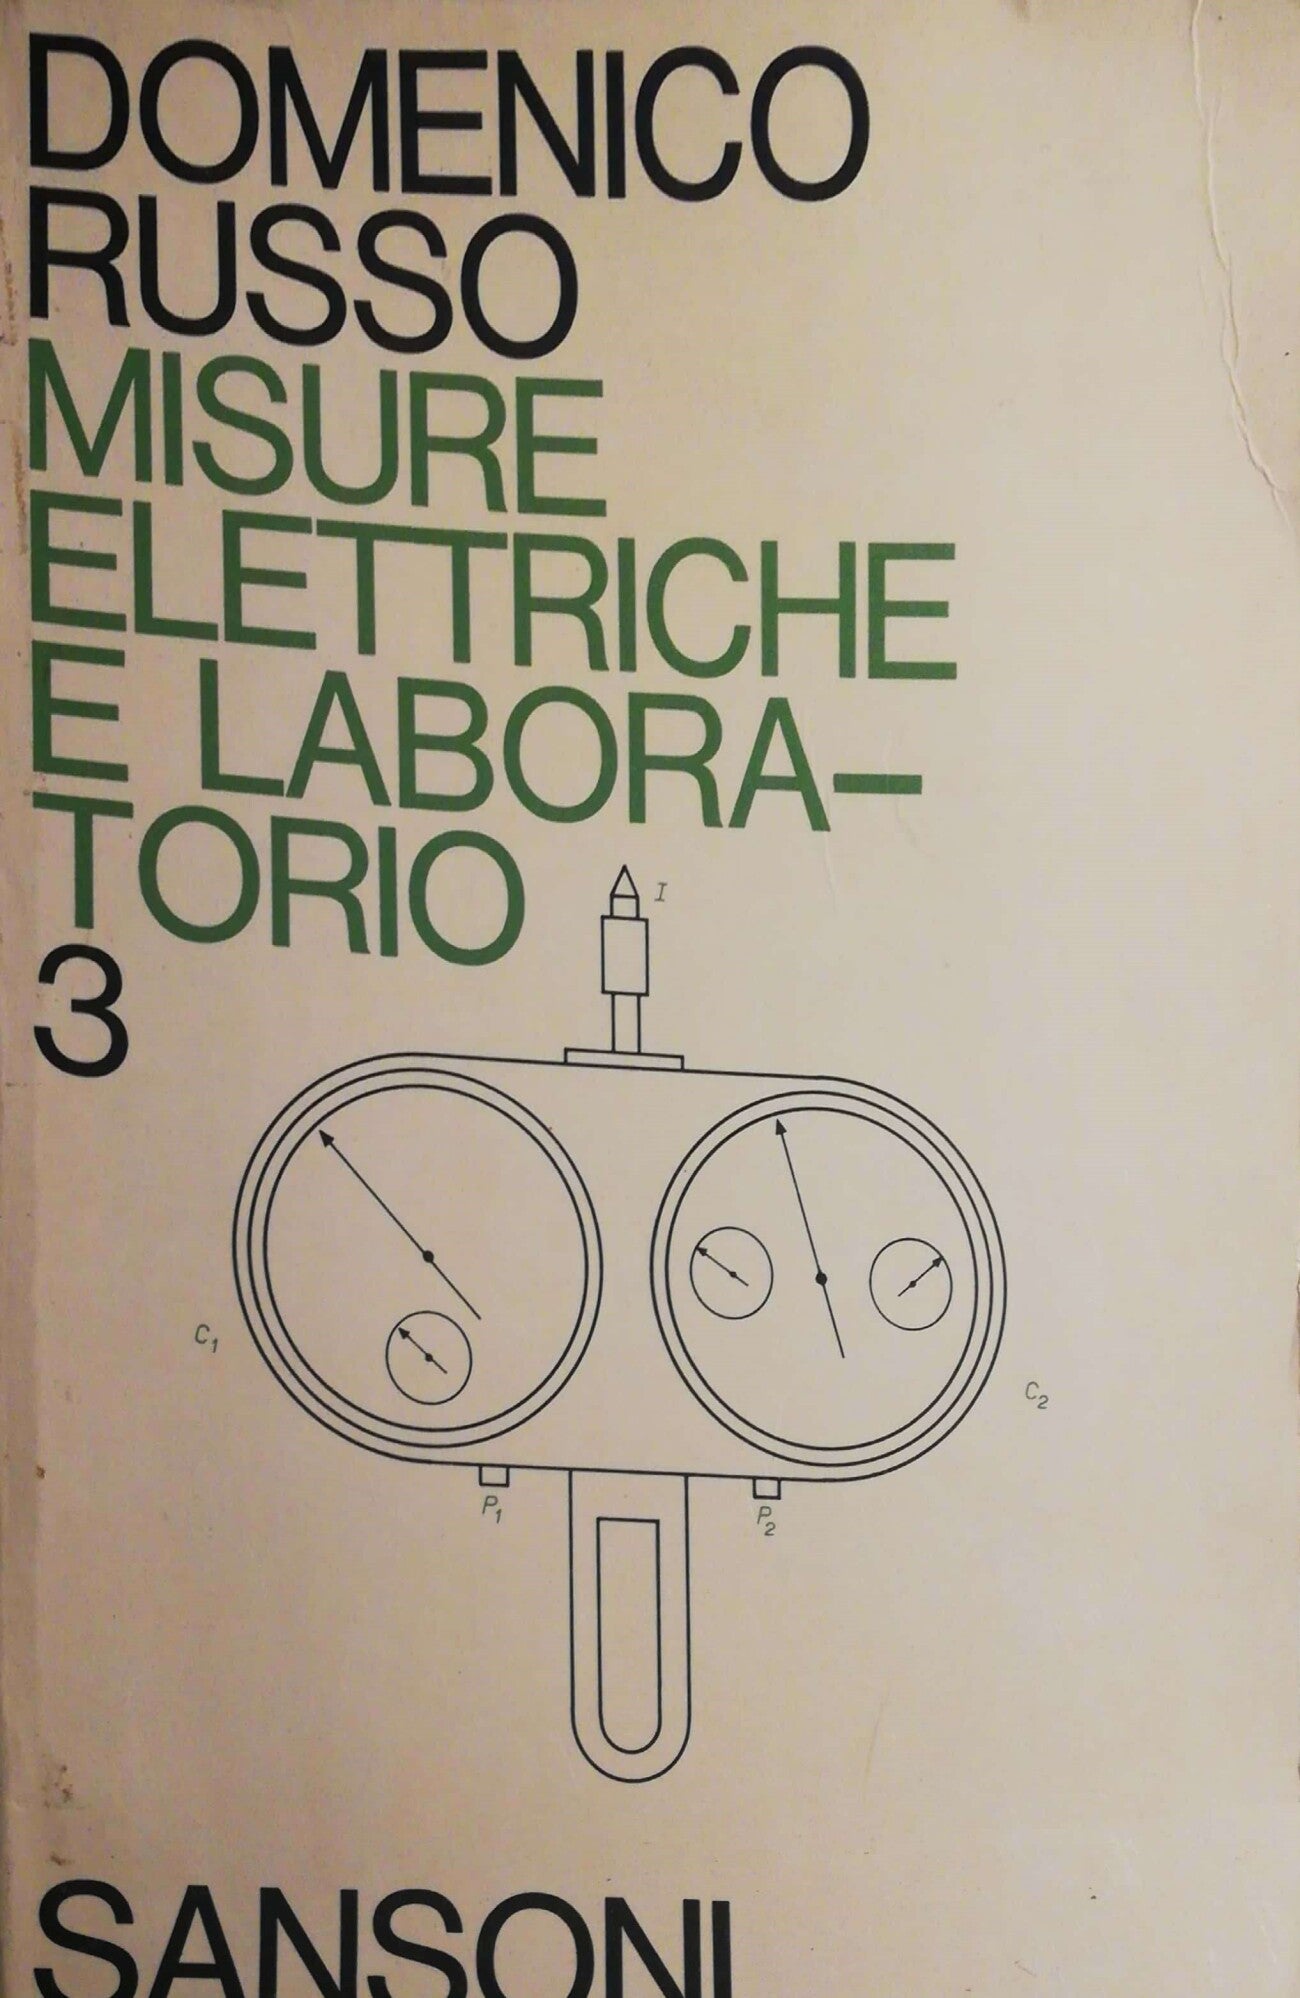 DOMENICO
RUSSO
MISURE
ELETTRICHE
E LABORA-
TORIO
3
I
C1
C2
P1
P2
SANSONI